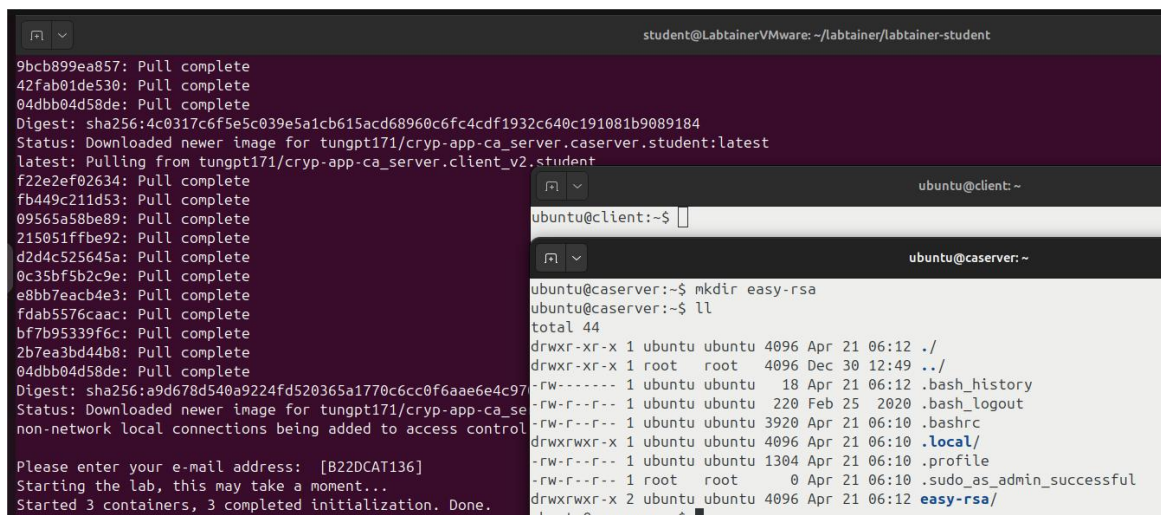 student@LabtainerVMware: ~/labtainer/labtainer-student
9bcb899ea857: Pull complete
42fab01de530: Pull complete
04dbb04d58de: Pull complete
Digest: sha256:4c0317c6f5e5c039e5a1cb615acd68960c6fc4cdf1932c640c191081b9089184
Status: Downloaded newer image for tungpt171/cryp-app-ca_server.caserver.student:latest
latest: Pulling from tungpt171/cryp-app-ca_server.client_v2.student
f22e2ef02634: Pull complete
fb449c211d53: Pull complete
09565a58be89: Pull complete
215051ffbe92: Pull complete
d2d4c525645a: Pull complete
0c35bf5b2c9e: Pull complete
e8bb7eacb4e3: Pull complete
fdab5576caac: Pull complete
bf7b95339f6c: Pull complete
2b7ea3bd44b8: Pull complete
04dbb04d58de: Pull complete
Digest: sha256:a9d678d540a9224fd520365a1770c6cc0f6aae6e4c97
Status: Downloaded newer image for tungpt171/cryp-app-ca_se
non-network local connections being added to access control
Please enter your e-mail address:  [B22DCAT136]
Starting the lab, this may take a moment...
Started 3 containers, 3 completed initialization. Done.
ubuntu@client: ~
ubuntu@client:~$
ubuntu@caserver: ~
ubuntu@caserver:~$ mkdir easy-rsa
ubuntu@caserver:~$ ll
total 44
drwxr-xr-x 1 ubuntu ubuntu 4096 Apr 21 06:12 ./
drwxr-xr-x 1 root   root   4096 Dec 30 12:49 ../
-rw------- 1 ubuntu ubuntu   18 Apr 21 06:12 .bash_history
-rw-r--r-- 1 ubuntu ubuntu  220 Feb 25  2020 .bash_logout
-rw-r--r-- 1 ubuntu ubuntu 3920 Apr 21 06:10 .bashrc
drwxrwxr-x 1 ubuntu ubuntu 4096 Apr 21 06:10 .local/
-rw-r--r-- 1 ubuntu ubuntu 1304 Apr 21 06:10 .profile
-rw-r--r-- 1 root   root      0 Apr 21 06:10 .sudo_as_admin_successful
drwxrwxr-x 2 ubuntu ubuntu 4096 Apr 21 06:12 easy-rsa/